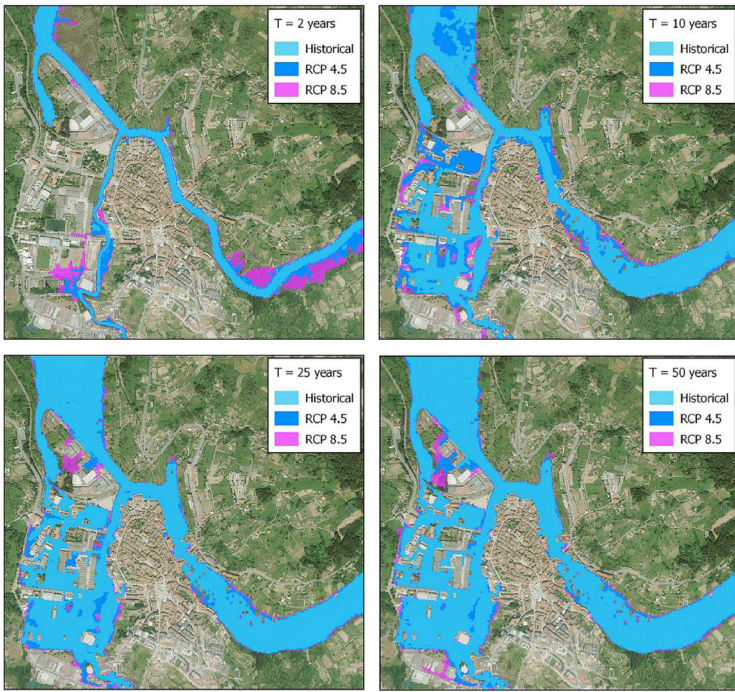 T = 2 years
Historical
RCP 4.5
RCP 8.5
T = 10 years
Historical
RCP 4.5
RCP 8.5
T = 25 years
Historical
RCP 4.5
RCP 8.5
T = 50 years
Historical
RCP 4.5
RCP 8.5